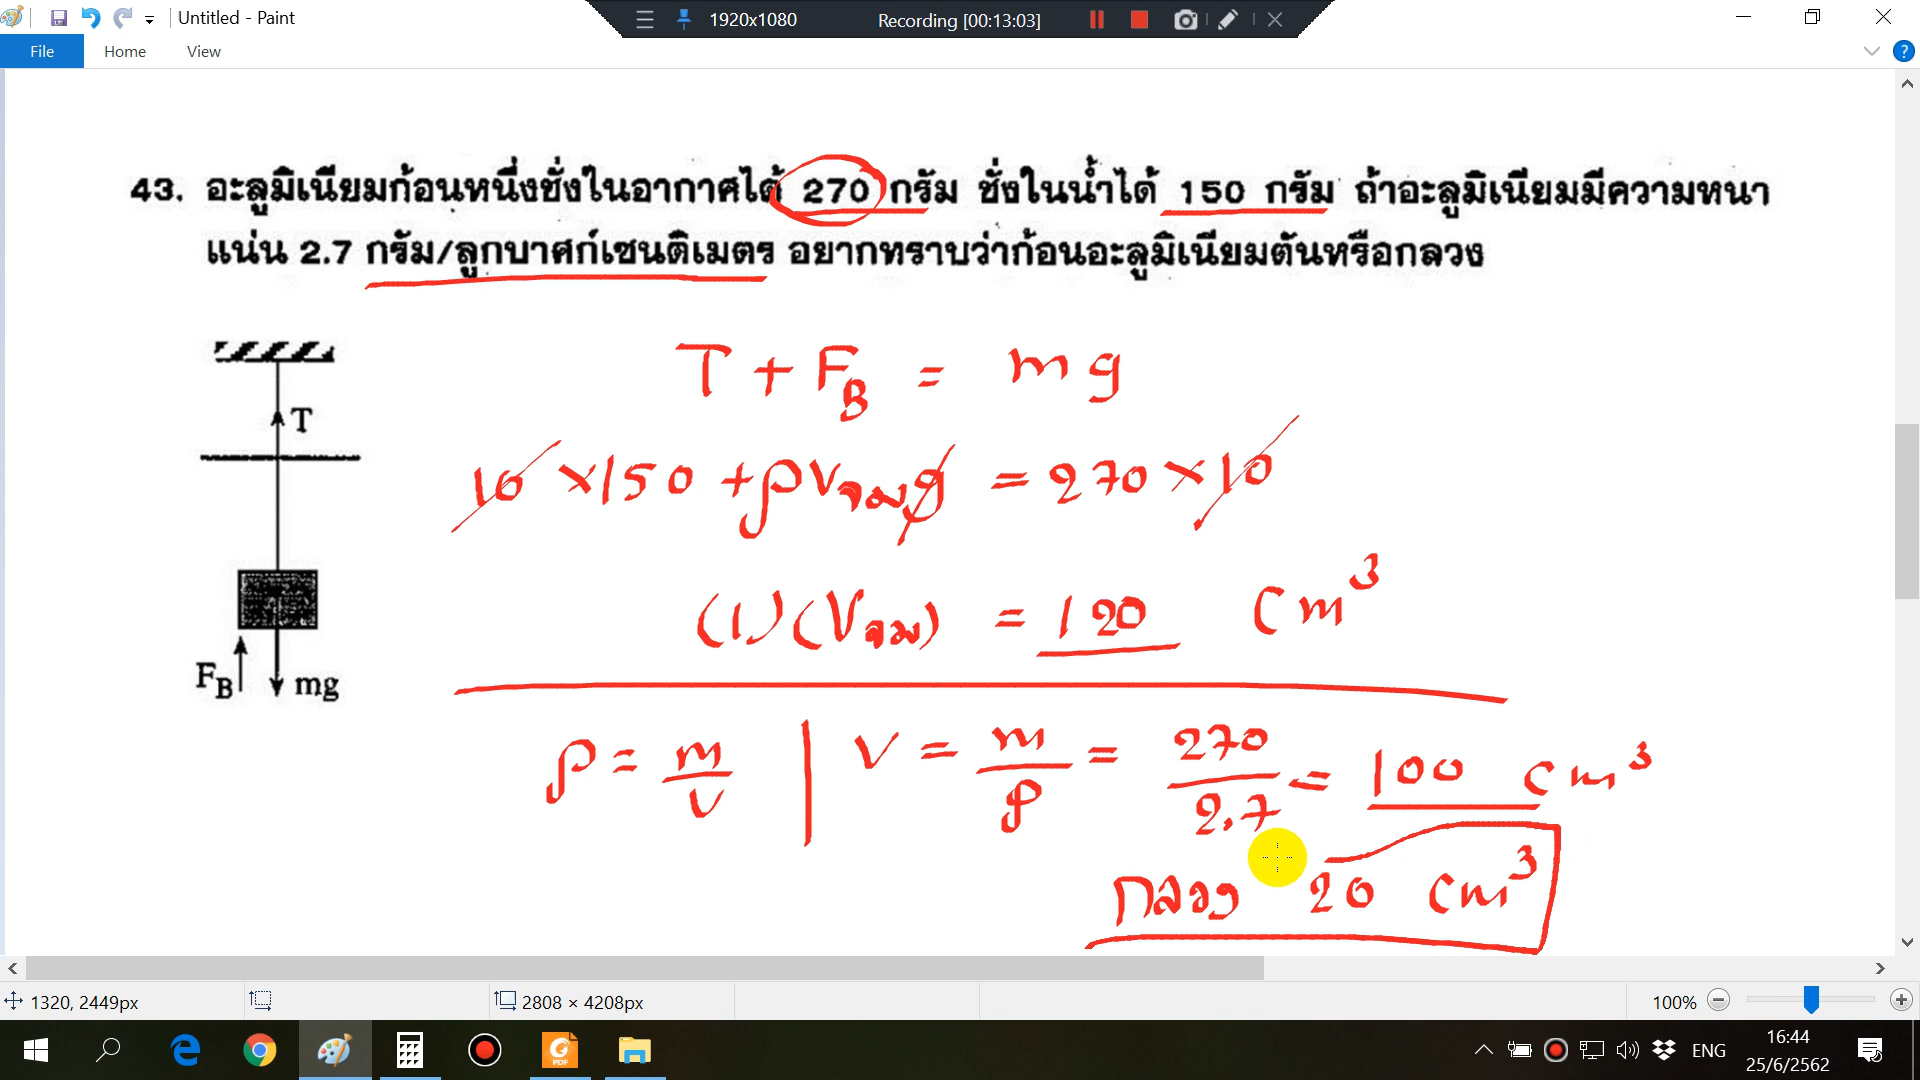 Untitled - Paint
1920x1080 Recording [00:13:03]
File Home View
43. อะลูมิเนียมก้อนหนึ่งชั่งในอากาศได้ 270 กรัม ชั่งในน้ำได้ 150 กรัม ถ้าอะลูมิเนียมมีความหนา
แน่น 2.7 กรัม/ลูกบาศก์เซนติเมตร อยากทราบว่าก้อนอะลูมิเนียมตันหรือกลวง
T + FB = mg
T
10 ×150 + ρVจมg = 270 × 10
(1)(Vจม) = 120 cm³
FB mg
ρ = m/V | V = m/ρ = 270/2.7 = 100 cm³
กลวง 20 cm³
1320, 2449px 2808 × 4208px 100%
PDF
ENG
16:44
25/6/2562